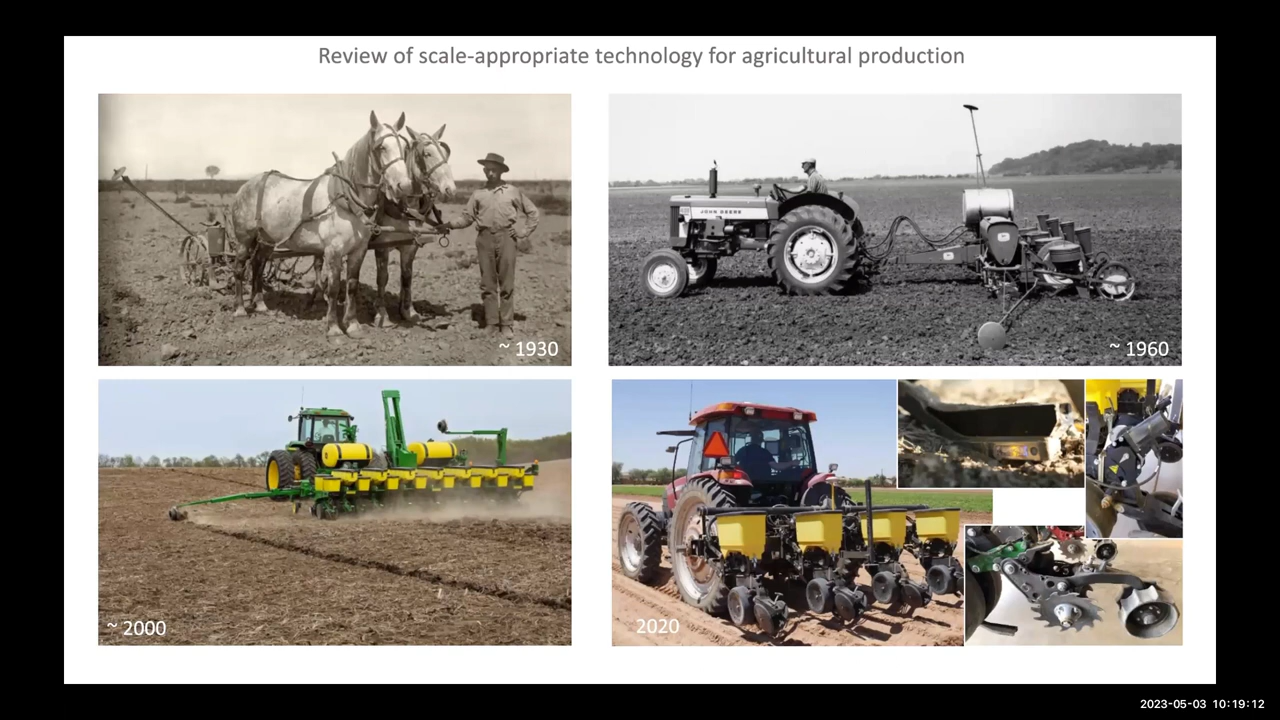 Review of scale-appropriate technology for agricultural production
~ 1930
JOHN DEERE
~ 1960
~ 2000
2020
2023-05-03 10:19:12